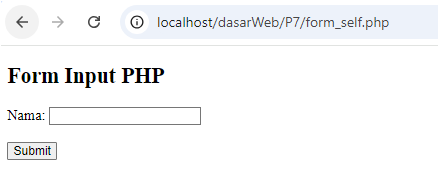 localhost/dasarWeb/P7/form_self.php
Form Input PHP
Nama:
Submit